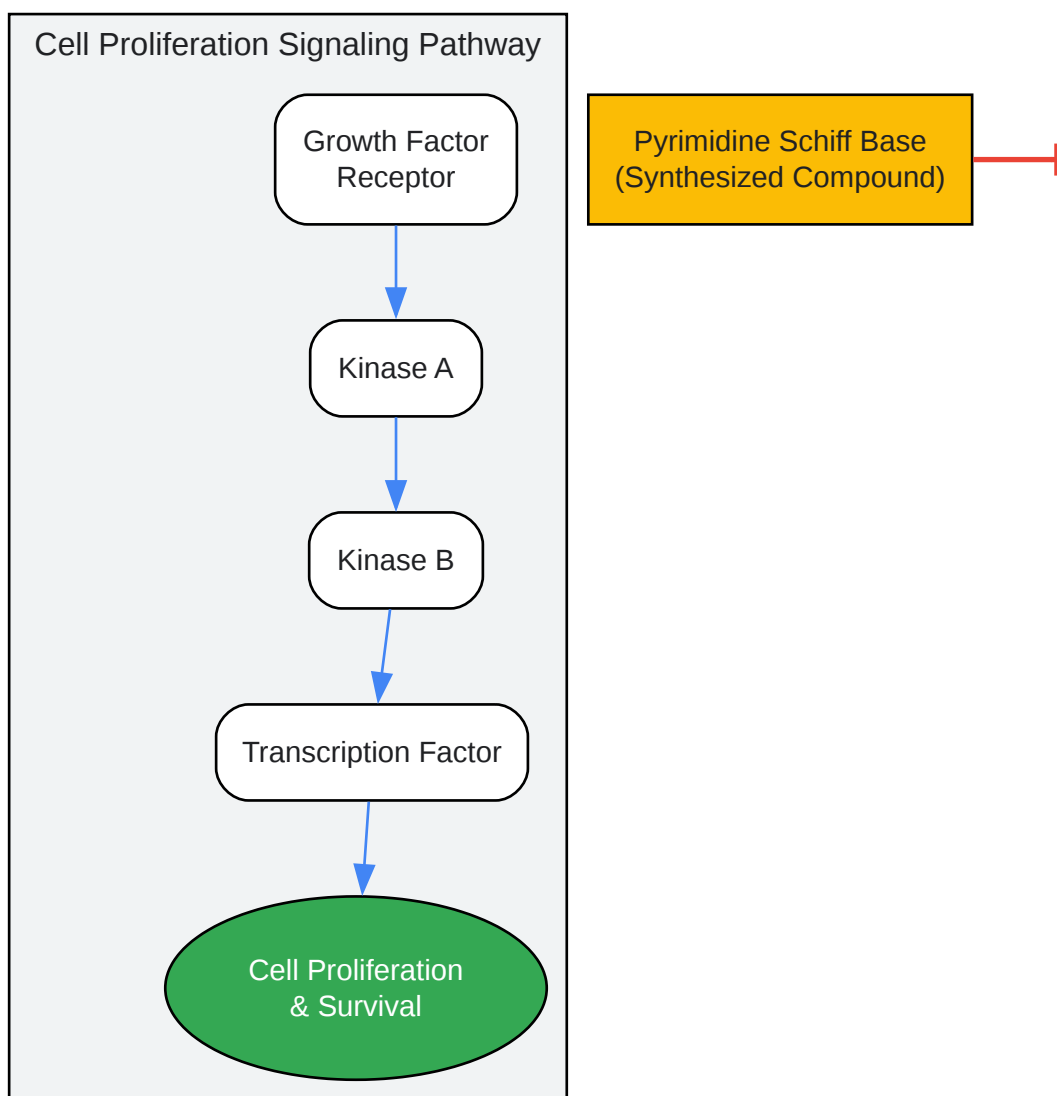 Cell Proliferation Signaling Pathway
Growth Factor
Receptor
Pyrimidine Schiff Base
(Synthesized Compound)
Kinase A
Kinase B
Transcription Factor
Cell Proliferation
& Survival